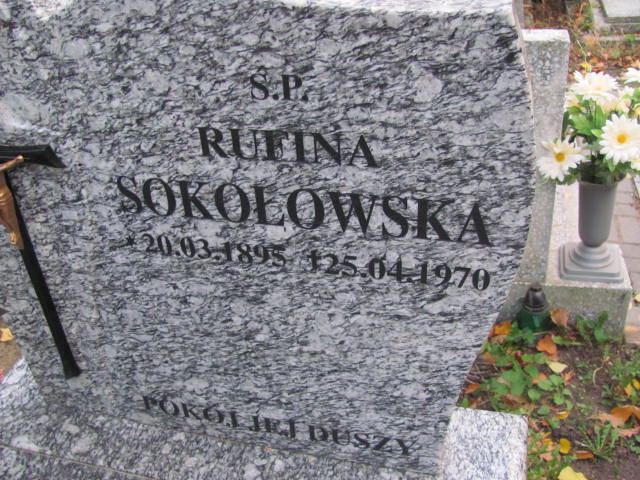 Ś.P.
RUFINA
SOKOŁOWSKA
* 20.03.1895 †25.04.1970
POKÓJ JEJ DUSZY